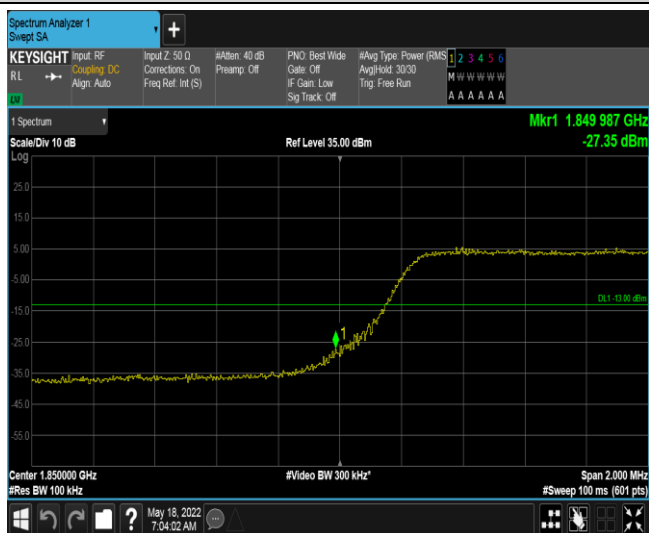 Spectrum Analyzer 1
Swept SA
+
KEYSIGHT
RL
LXI
Input: RF
Coupling: DC
Align: Auto
Input Z: 50 Ω
Corrections: On
Freq Ref: Int (S)
#Atten: 40 dB
Preamp: Off
PNO: Best Wide
Gate: Off
IF Gain: Low
Sig Track: Off
#Avg Type: Power (RMS
Avg|Hold: 30/30
Trig: Free Run
1 2 3 4 5 6
M W W W W W
A A A A A A
1 Spectrum
Mkr1 1.849 987 GHz
Scale/Div 10 dB
Ref Level 35.00 dBm
-27.35 dBm
Log
25.0
15.0
5.00
-5.00
DL1 -13.00 dBm
-15.0
1
-25.0
-35.0
-45.0
-55.0
Center 1.850000 GHz
#Video BW 300 kHz*
Span 2.000 MHz
#Res BW 100 kHz
#Sweep 100 ms (601 pts)
?
May 18, 2022
7:04:02 AM